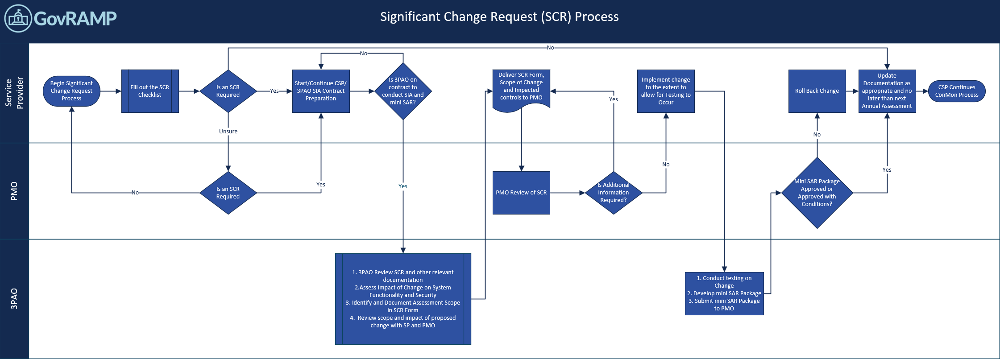 GovRAMP
Significant Change Request (SCR) Process
Service
Provider
Begin Significant
Change Request
Process
Fill out the SCR
Checklist
Is an SCR
Required
No
Yes
Unsure
Start/Continue CSP/
3PAO SIA Contract
Preparation
No
Is 3PAO on
contract to
conduct SIA and
mini SAR?
Deliver SCR Form,
Scope of Change
and Impacted
controls to PMO
Yes
Implement change
to the extent to
allow for Testing to
Occur
Roll Back Change
No
Update
Documentation as
appropriate and no
later than next
Annual Assessment
CSP Continues
ConMon Process
PMO
No
Is an SCR
Required
Yes
Yes
PMO Review of SCR
Is Additional
Information
Required?
No
Mini SAR Package
Approved or
Approved with
Conditions?
Yes
3PAO
1. 3PAO Review SCR and other relevant
documentation
2.Assess Impact of Change on System
Functionality and Security
3. Identify and Document Assessment Scope
in SCR Form
4. Review scope and impact of proposed
change with SP and PMO
1. Conduct testing on
Change
2. Develop mini SAR Package
3. Submit mini SAR Package
to PMO